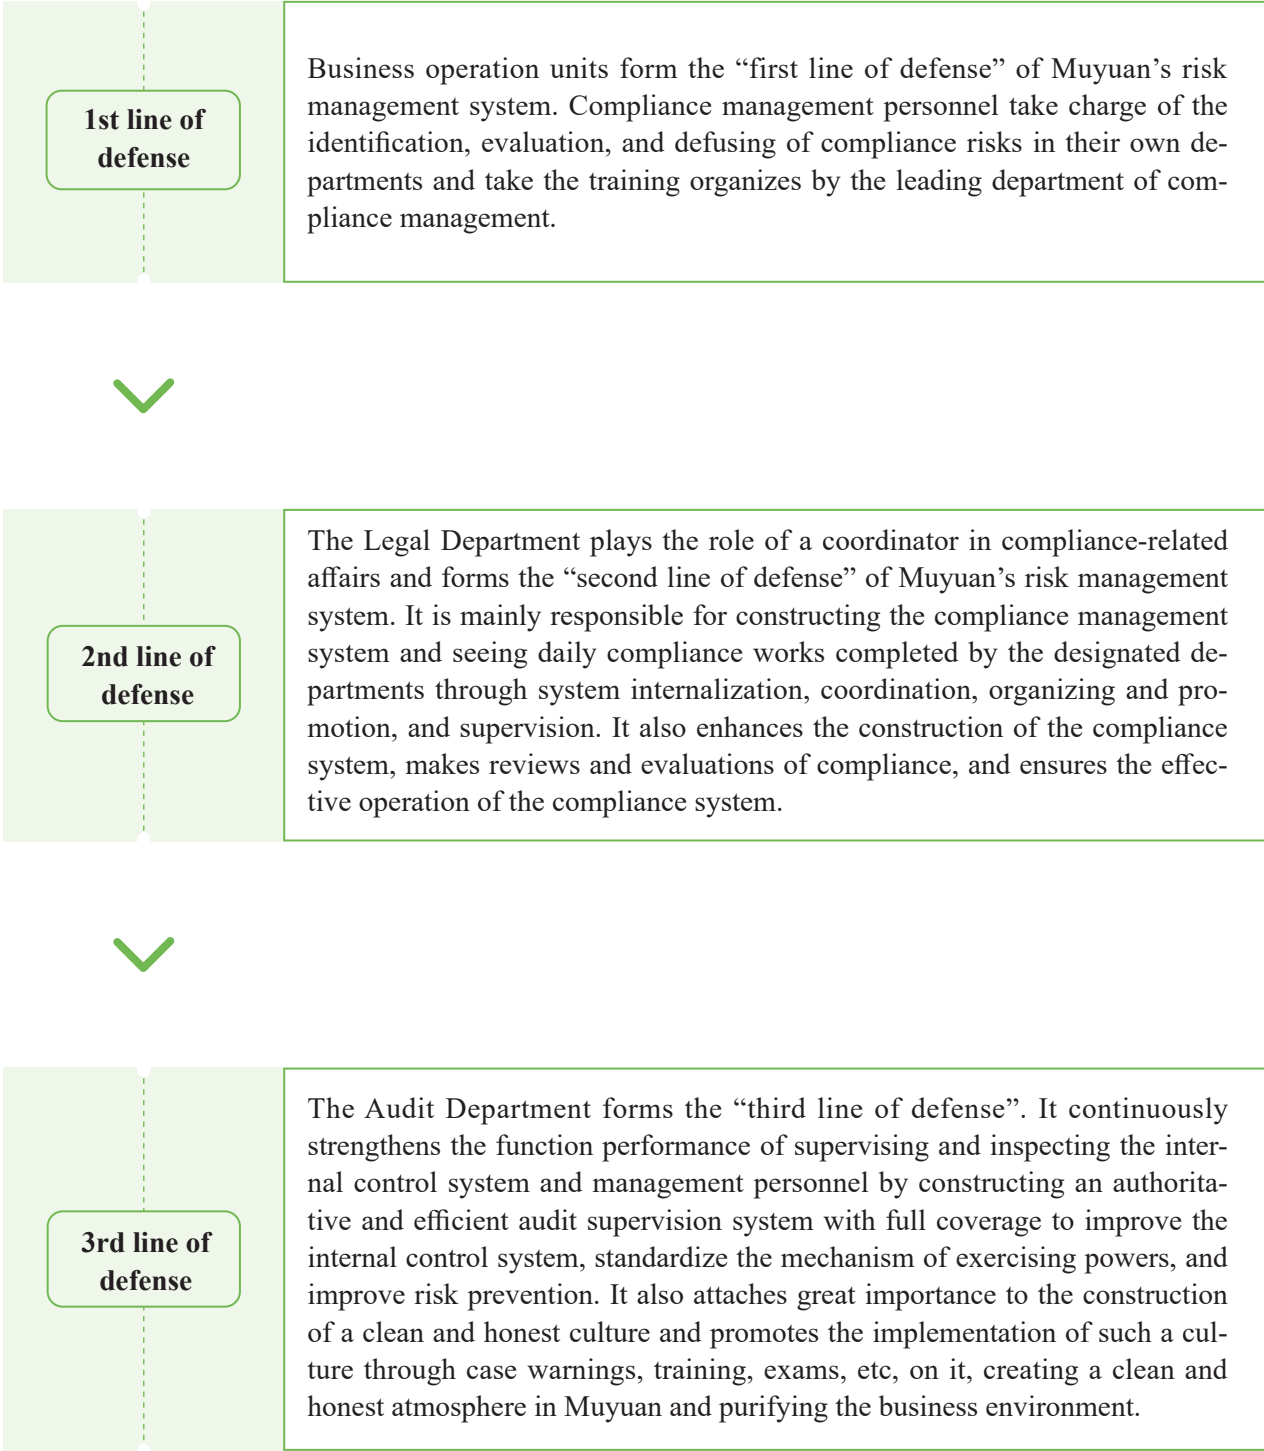 1st line of
defense
Business operation units form the “first line of defense” of Muyuan’s risk
management system. Compliance management personnel take charge of the
identification, evaluation, and defusing of compliance risks in their own de-
partments and take the training organizes by the leading department of com-
pliance management.
2nd line of
defense
The Legal Department plays the role of a coordinator in compliance-related
affairs and forms the “second line of defense” of Muyuan’s risk management
system. It is mainly responsible for constructing the compliance management
system and seeing daily compliance works completed by the designated de-
partments through system internalization, coordination, organizing and pro-
motion, and supervision. It also enhances the construction of the compliance
system, makes reviews and evaluations of compliance, and ensures the effec-
tive operation of the compliance system.
3rd line of
defense
The Audit Department forms the “third line of defense”. It continuously
strengthens the function performance of supervising and inspecting the inter-
nal control system and management personnel by constructing an authorita-
tive and efficient audit supervision system with full coverage to improve the
internal control system, standardize the mechanism of exercising powers, and
improve risk prevention. It also attaches great importance to the construction
of a clean and honest culture and promotes the implementation of such a cul-
ture through case warnings, training, exams, etc, on it, creating a clean and
honest atmosphere in Muyuan and purifying the business environment.